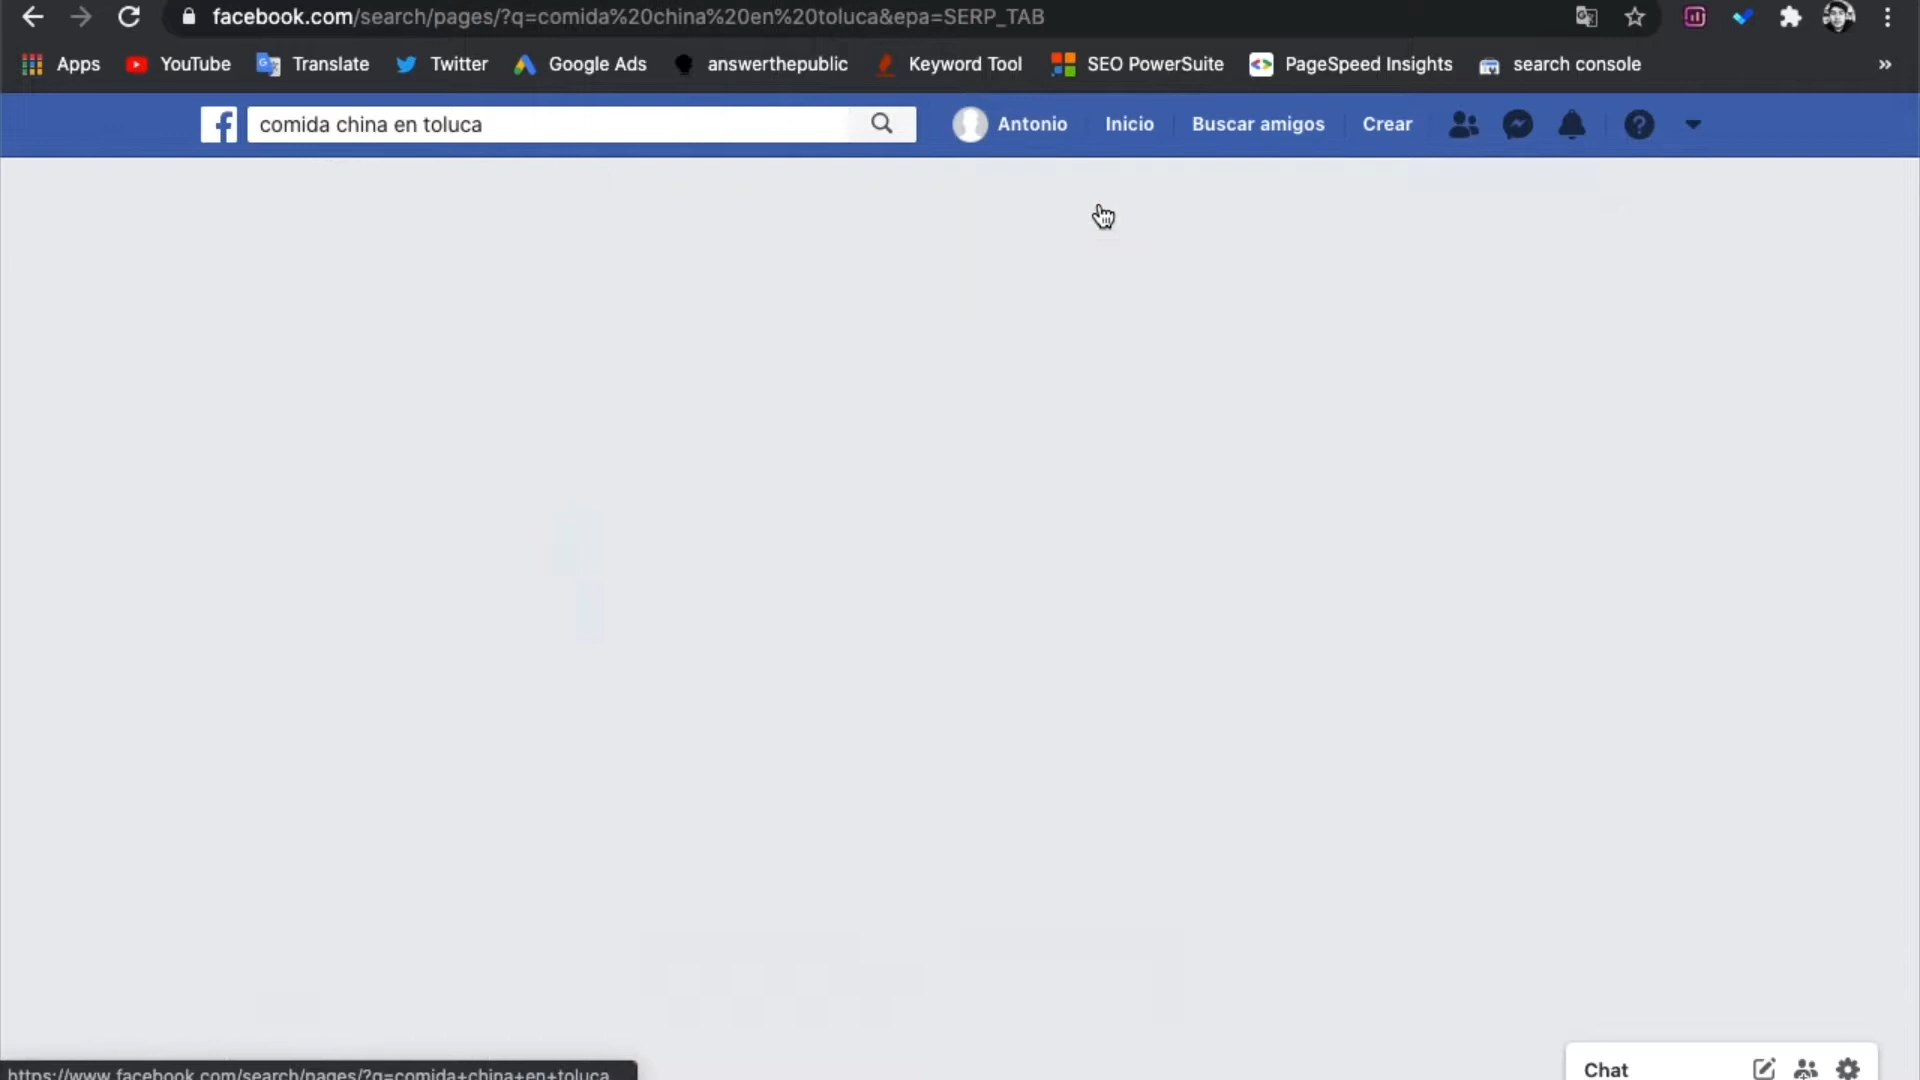 facebook.com/search/pages/?q=comida%20china%20en%20toluca&epa=SERP_TAB
Apps YouTube Translate Twitter Google Ads answerthepublic Keyword Tool SEO PowerSuite PageSpeed Insights search console »
comida china en toluca Antonio Inicio Buscar amigos Crear
https://www.facebook.com/search/pages/?q=comida+china+en+toluca
Chat